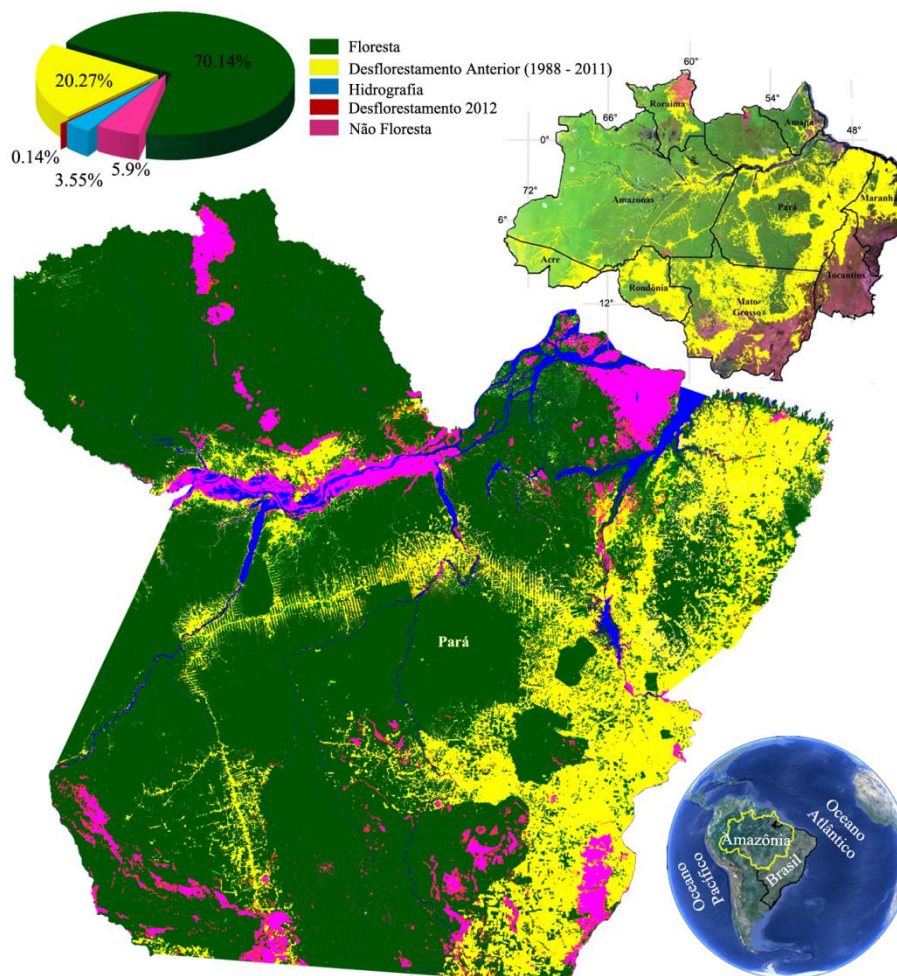 70.14%
20.27%
0.14%
3.55%
5.9%
Floresta
Desflorestamento Anterior (1988 - 2011)
Hidrografia
Desflorestamento 2012
Não Floresta
60°
66°
54°
48°
0°
72°
6°
12°
Roraima
Amapá
Amazonas
Pará
Maranhã
Acre
Rondônia
Mato
Grosso
Tocantins
Pará
Oceano
Atlântico
Amazônia
Brasil
Oceano
Pacífico